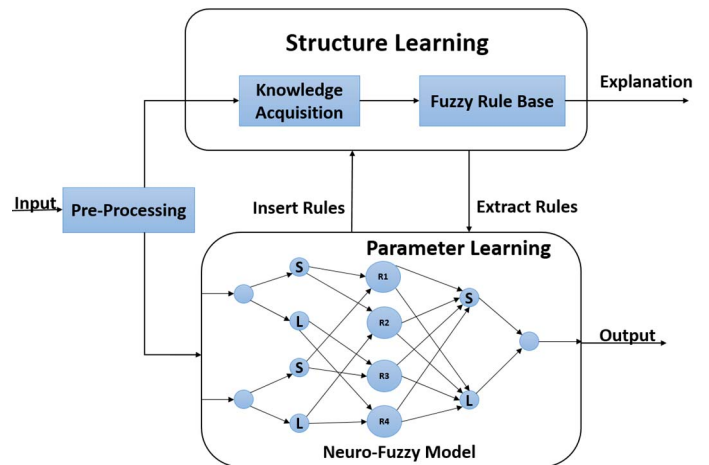 Structure Learning
Knowledge
Acquisition
Fuzzy Rule Base
Explanation
Input
Pre-Processing
Insert Rules
Extract Rules
Parameter Learning
S
R1
S
L
R2
Output
S
R3
L
L
R4
Neuro-Fuzzy Model